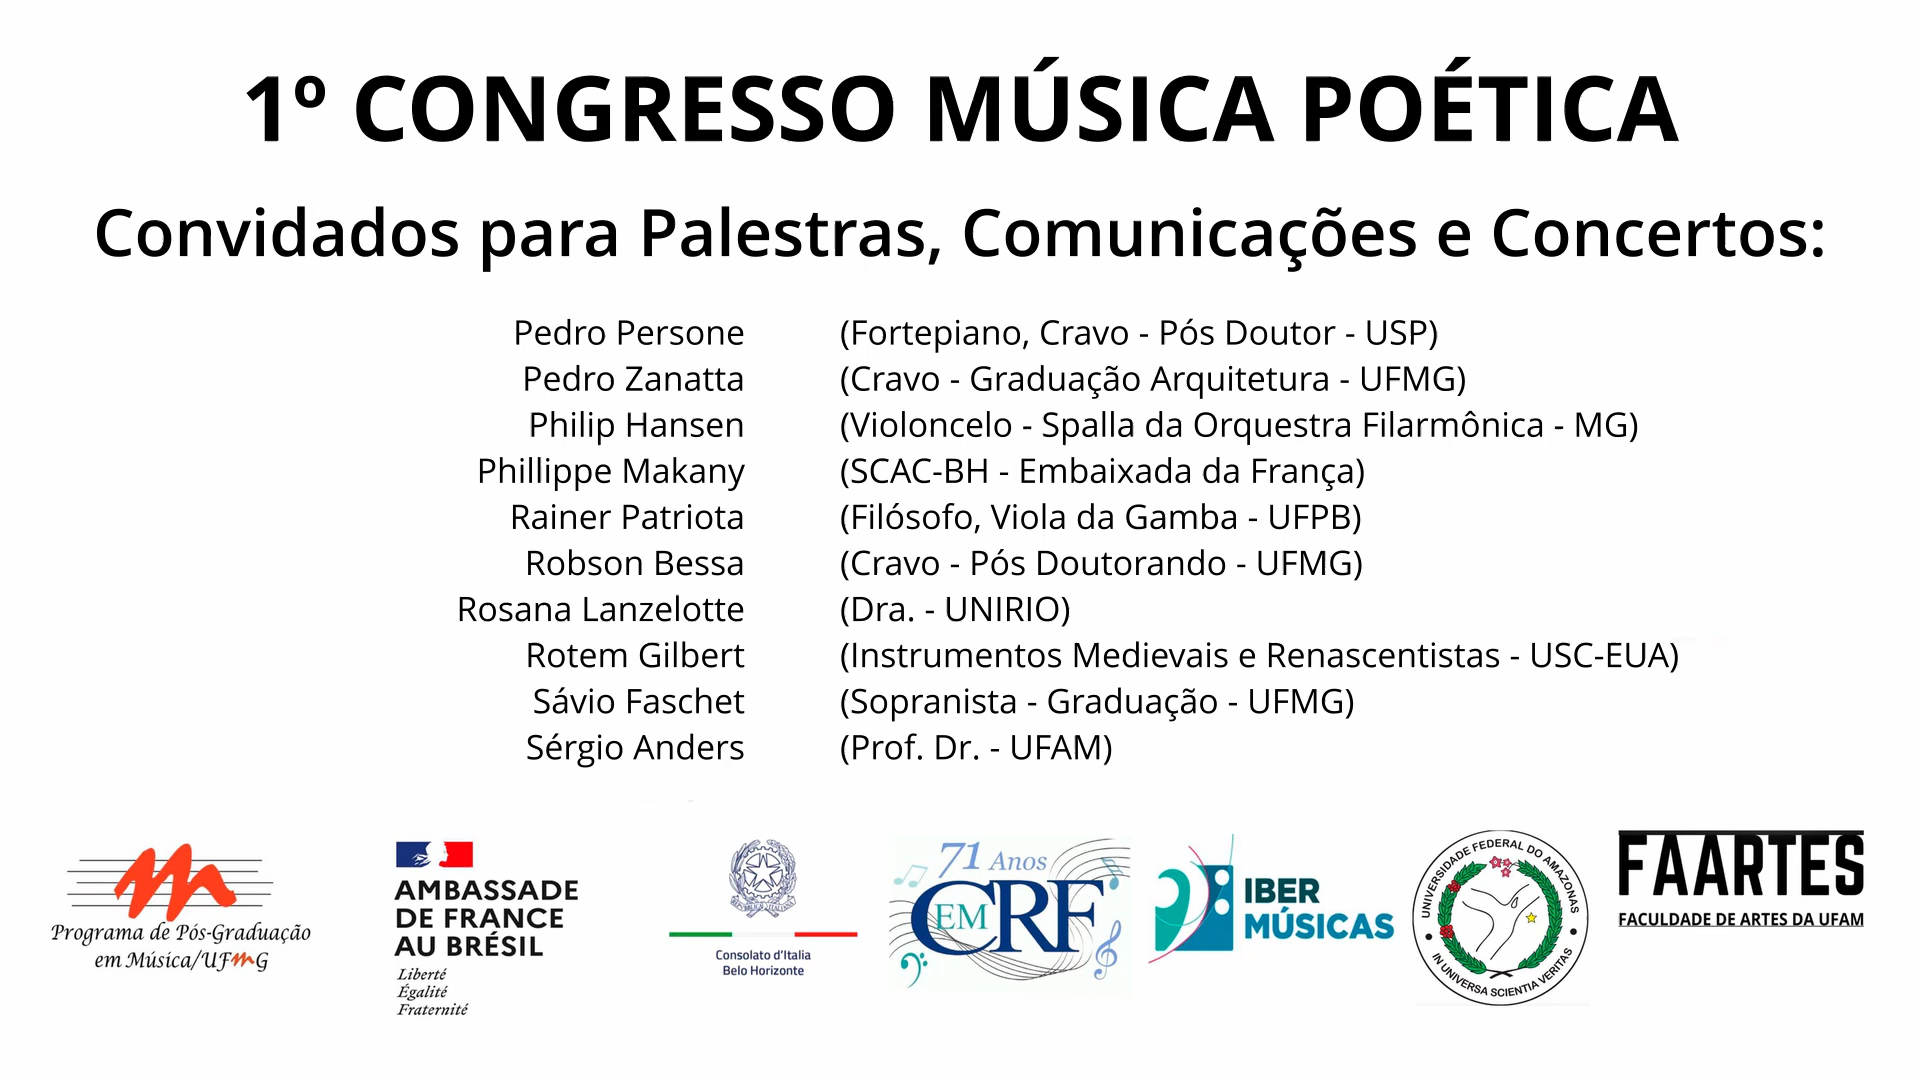 1º CONGRESSO MÚSICA POÉTICA
Convidados para Palestras, Comunicações e Concertos:
Pedro Persone (Fortepiano, Cravo - Pós Doutor - USP)
Pedro Zanatta (Cravo - Graduação Arquitetura - UFMG)
Philip Hansen (Violoncelo - Spalla da Orquestra Filarmônica - MG)
Phillippe Makany (SCAC-BH - Embaixada da França)
Rainer Patriota (Filósofo, Viola da Gamba - UFPB)
Robson Bessa (Cravo - Pós Doutorando - UFMG)
Rosana Lanzelotte (Dra. - UNIRIO)
Rotem Gilbert (Instrumentos Medievais e Renascentistas - USC-EUA)
Sávio Faschet (Sopranista - Graduação - UFMG)
Sérgio Anders (Prof. Dr. - UFAM)
Programa de Pós-Graduação
em Música/UFMG
AMBASSADE
DE FRANCE
AU BRÉSIL
Liberté
Égalité
Fraternité
REPVBBLICA ITALIANA
Consolato d'Italia
Belo Horizonte
71 Anos
EM CRF
IBER
MÚSICAS
UNIVERSIDADE FEDERAL DO AMAZONAS
IN UNIVERSA SCIENTIA VERITAS
FAARTES
FACULDADE DE ARTES DA UFAM